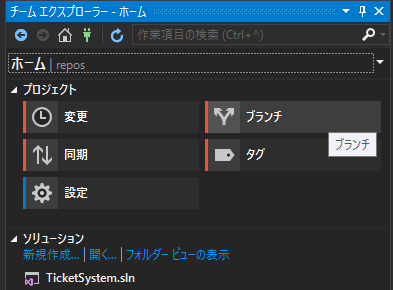 チーム エクスプローラー - ホーム
作業項目の検索 (Ctrl+^)
ホーム | repos
プロジェクト
変更
ブランチ
同期
タグ
ブランチ
設定
ソリューション
新規作成... | 開く... | フォルダー ビューの表示
TicketSystem.sln